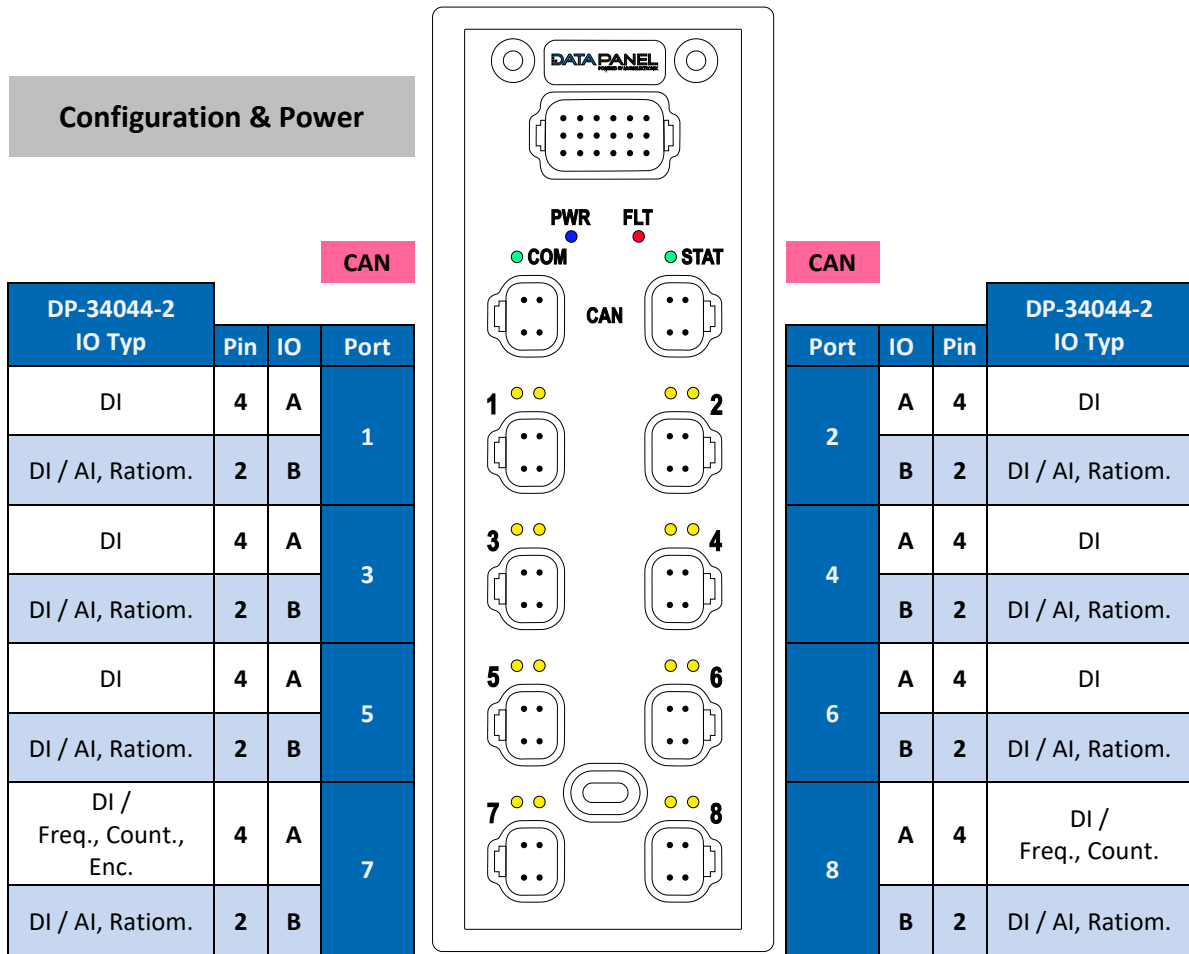 DATA PANEL
POWERED BY MURRELEKTRONIK
Configuration & Power
PWR FLT
COM STAT
CAN
CAN
CAN
DP-34044-2
IO Typ
Pin IO Port
DI 4 A
1
DI / AI, Ratiom. 2 B
DI 4 A
3
DI / AI, Ratiom. 2 B
DI 4 A
5
DI / AI, Ratiom. 2 B
DI /
Freq., Count.,
Enc.
4 A
7
DI / AI, Ratiom. 2 B
1 2
3 4
5 6
7 8
DP-34044-2
IO Typ
Port IO Pin
A 4 DI
2
B 2 DI / AI, Ratiom.
A 4 DI
4
B 2 DI / AI, Ratiom.
A 4 DI
6
B 2 DI / AI, Ratiom.
A 4
DI /
Freq., Count.
8
B 2 DI / AI, Ratiom.